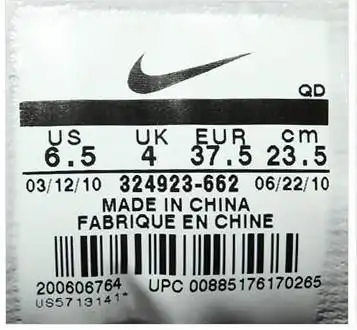 QD
US UK EUR cm
6.5 4 37.5 23.5
03/12/10 324923-662 06/22/10
MADE IN CHINA
FABRIQUE EN CHINE
200606764 UPC 00885176170265
US5713141*